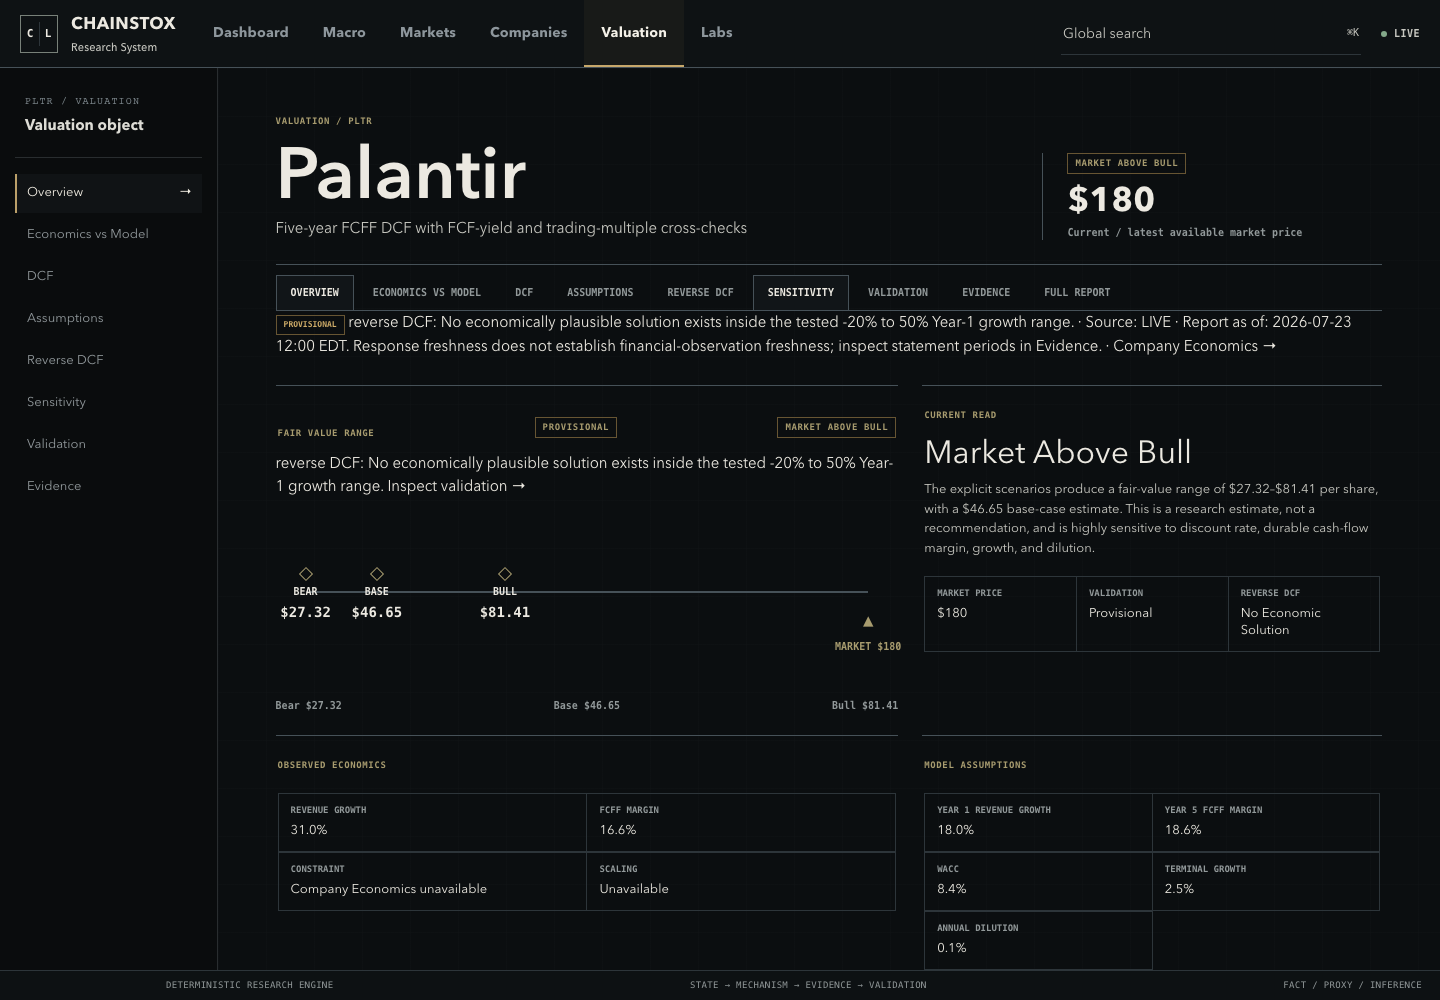 C L
CHAINSTOX
Research System
Dashboard
Macro
Markets
Companies
Valuation
Labs
Global search
⌘K
LIVE
PLTR / VALUATION
Valuation object
Overview →
Economics vs Model
DCF
Assumptions
Reverse DCF
Sensitivity
Validation
Evidence
VALUATION / PLTR
Palantir
Five-year FCFF DCF with FCF-yield and trading-multiple cross-checks
MARKET ABOVE BULL
$180
Current / latest available market price
OVERVIEW
ECONOMICS VS MODEL
DCF
ASSUMPTIONS
REVERSE DCF
SENSITIVITY
VALIDATION
EVIDENCE
FULL REPORT
PROVISIONAL reverse DCF: No economically plausible solution exists inside the tested -20% to 50% Year-1 growth range. · Source: LIVE · Report as of: 2026-07-23
12:00 EDT. Response freshness does not establish financial-observation freshness; inspect statement periods in Evidence. · Company Economics →
FAIR VALUE RANGE
PROVISIONAL
MARKET ABOVE BULL
reverse DCF: No economically plausible solution exists inside the tested -20% to 50% Year-
1 growth range. Inspect validation →
BEAR
$27.32
BASE
$46.65
BULL
$81.41
MARKET $180
Bear $27.32
Base $46.65
Bull $81.41
CURRENT READ
Market Above Bull
The explicit scenarios produce a fair-value range of $27.32–$81.41 per share,
with a $46.65 base-case estimate. This is a research estimate, not a
recommendation, and is highly sensitive to discount rate, durable cash-flow
margin, growth, and dilution.
MARKET PRICE
$180
VALIDATION
Provisional
REVERSE DCF
No Economic
Solution
OBSERVED ECONOMICS
REVENUE GROWTH
31.0%
FCFF MARGIN
16.6%
CONSTRAINT
Company Economics unavailable
SCALING
Unavailable
MODEL ASSUMPTIONS
YEAR 1 REVENUE GROWTH
18.0%
YEAR 5 FCFF MARGIN
18.6%
WACC
8.4%
TERMINAL GROWTH
2.5%
ANNUAL DILUTION
0.1%
DETERMINISTIC RESEARCH ENGINE
STATE → MECHANISM → EVIDENCE → VALIDATION
FACT / PROXY / INFERENCE